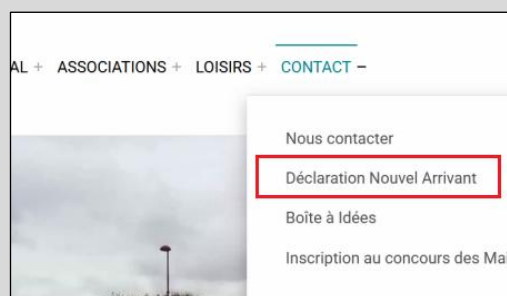 AL + ASSOCIATIONS + LOISIRS + CONTACT –
Nous contacter
Déclaration Nouvel Arrivant
Boîte à Idées
Inscription au concours des Mai